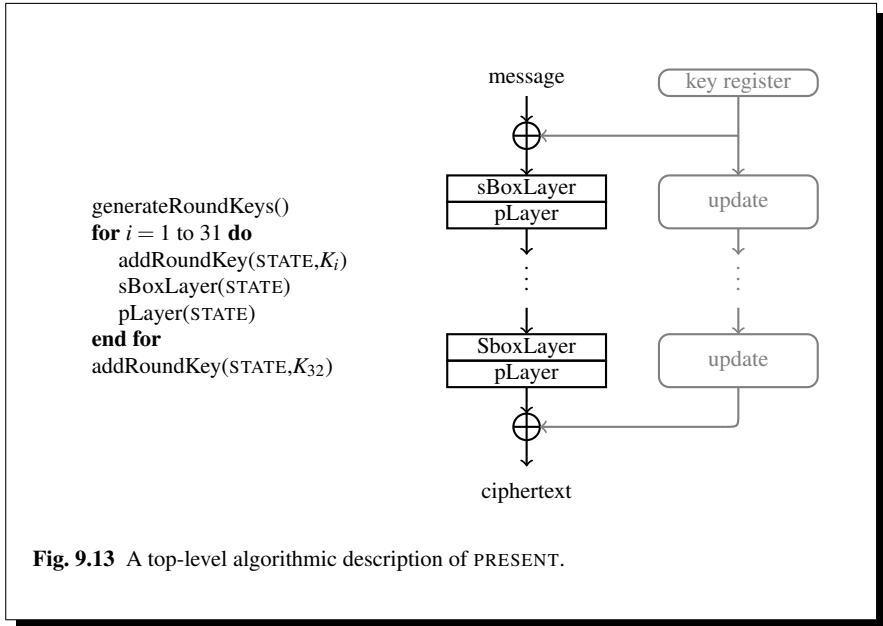 generateRoundKeys()
for i = 1 to 31 do
addRoundKey(STATE,K₁)
sBoxLayer(STATE)
pLayer(STATE)
end for
addRoundKey(STATE,K₃₂)
message
key register
sBoxLayer
pLayer
update
SboxLayer
pLayer
update
ciphertext
Fig. 9.13 A top-level algorithmic description of PRESENT.